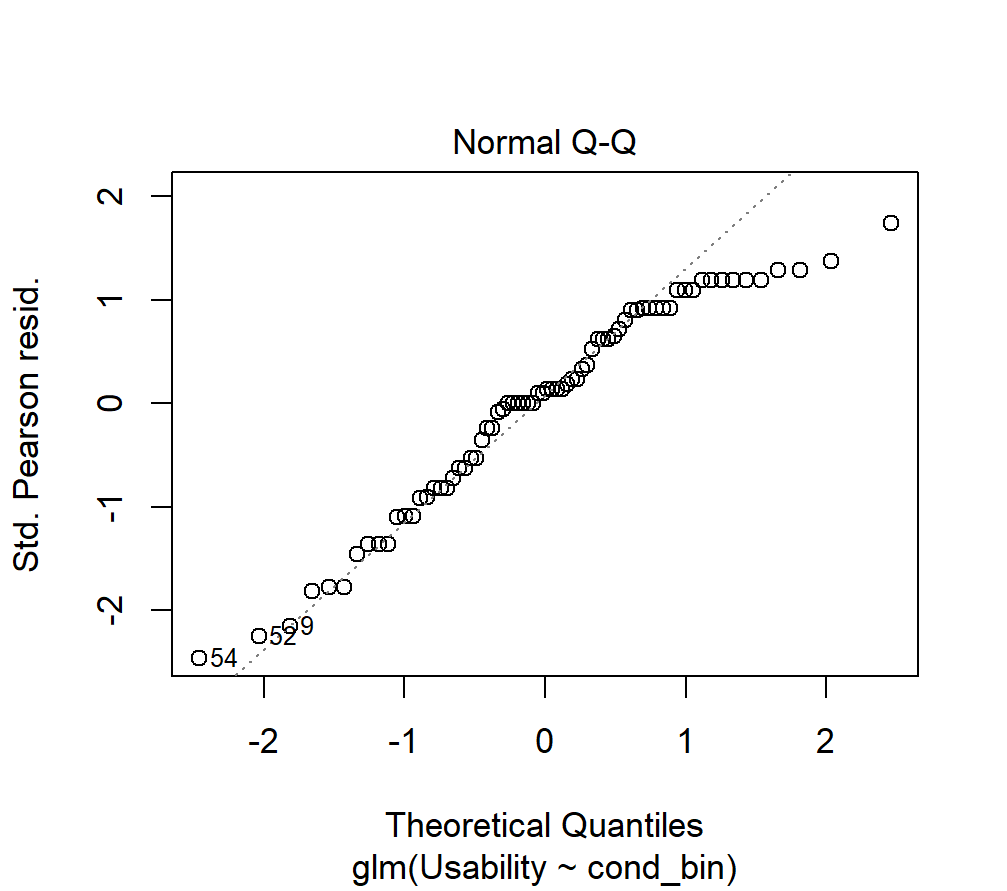 Normal Q-Q
Std. Pearson resid.
2
1
0
-1
-2
9
52
54
-2 -1 0 1 2
Theoretical Quantiles
glm(Usability ~ cond_bin)